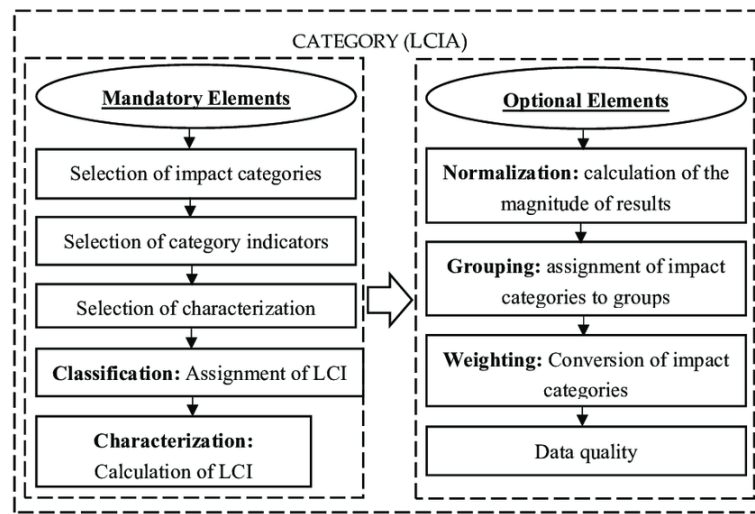 CATEGORY (LCIA)
Mandatory Elements
Selection of impact categories
Selection of category indicators
Selection of characterization
Classification: Assignment of LCI
Characterization:
Calculation of LCI
Optional Elements
Normalization: calculation of the
magnitude of results
Grouping: assignment of impact
categories to groups
Weighting: Conversion of impact
categories
Data quality